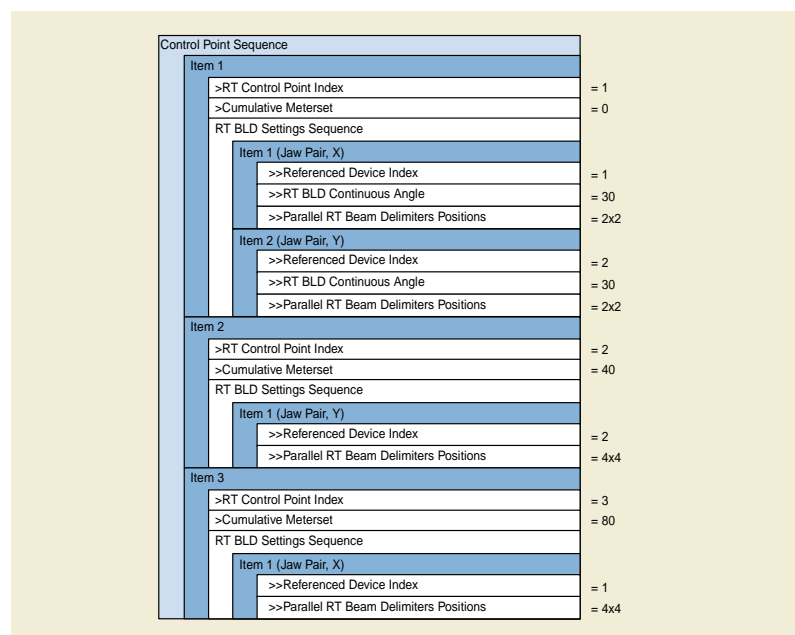 Control Point Sequence
Item 1
>RT Control Point Index = 1
>Cumulative Meterset = 0
RT BLD Settings Sequence
Item 1 (Jaw Pair, X)
>>Referenced Device Index = 1
>>RT BLD Continuous Angle = 30
>>Parallel RT Beam Delimiters Positions = 2x2
Item 2 (Jaw Pair, Y)
>>Referenced Device Index = 2
>>RT BLD Continuous Angle = 30
>>Parallel RT Beam Delimiters Positions = 2x2
Item 2
>RT Control Point Index = 2
>Cumulative Meterset = 40
RT BLD Settings Sequence
Item 1 (Jaw Pair, Y)
>>Referenced Device Index = 2
>>Parallel RT Beam Delimiters Positions = 4x4
Item 3
>RT Control Point Index = 3
>Cumulative Meterset = 80
RT BLD Settings Sequence
Item 1 (Jaw Pair, X)
>>Referenced Device Index = 1
>>Parallel RT Beam Delimiters Positions = 4x4